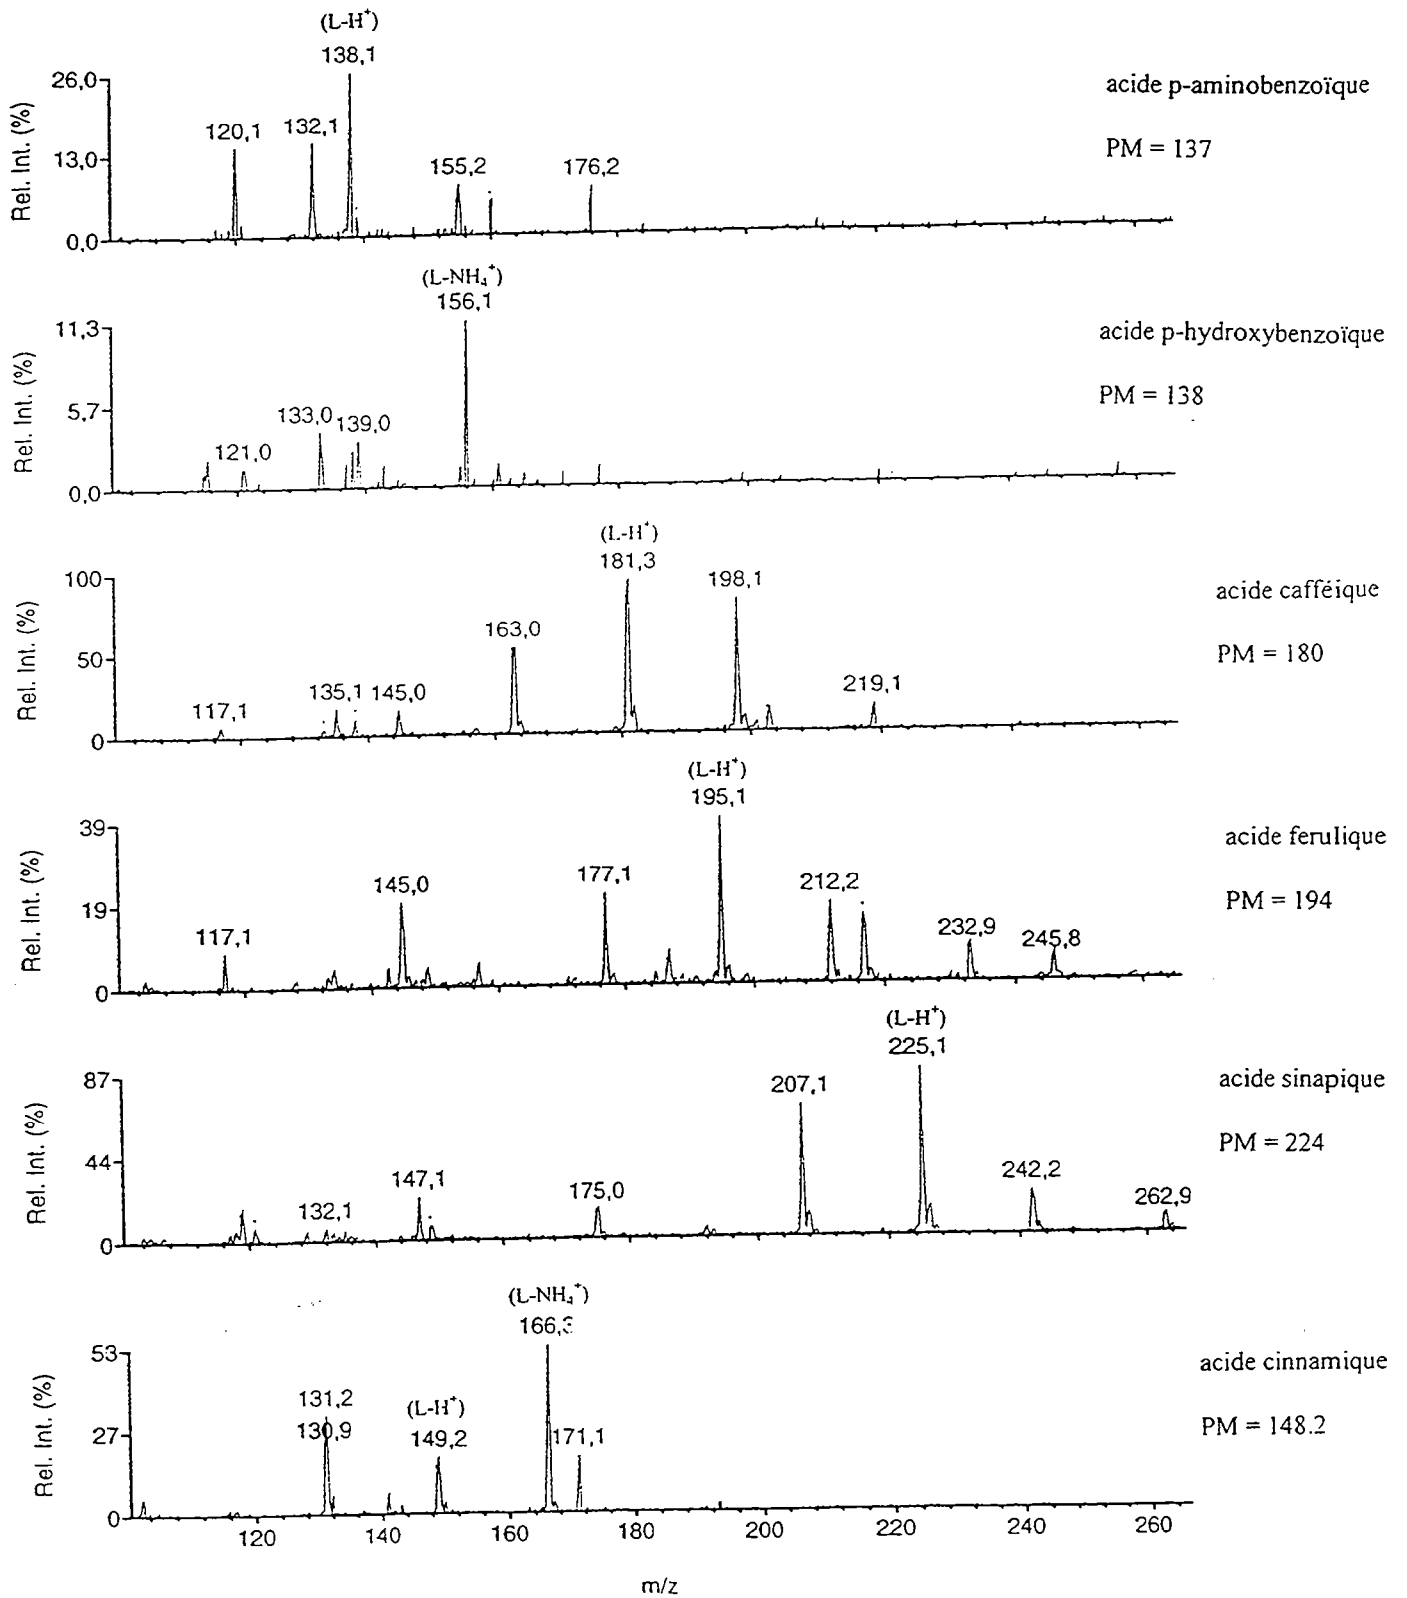 (L-H⁺)
138,1
26,0
120,1
132,1
13,0
155,2
176,2
0,0
Rel. Int. (%)
acide p-aminobenzoïque
PM = 137
(L-NH₄⁺)
156,1
11,3
5,7
133,0
139,0
121,0
0,0
Rel. Int. (%)
acide p-hydroxybenzoïque
PM = 138
(L-H⁺)
181,3
100
198,1
163,0
50
135,1
145,0
219,1
117,1
0
Rel. Int. (%)
acide cafféique
PM = 180
(L-H⁺)
195,1
39
145,0
177,1
212,2
19
117,1
232,9
245,8
0
Rel. Int. (%)
acide ferulique
PM = 194
(L-H⁺)
225,1
87
207,1
44
147,1
175,0
242,2
132,1
262,9
0
Rel. Int. (%)
acide sinapique
PM = 224
(L-NH₄⁺)
166,3
53
131,2
(L-H⁺)
27
130,9
149,2
171,1
0
Rel. Int. (%)
acide cinnamique
PM = 148.2
120 140 160 180 200 220 240 260
m/z